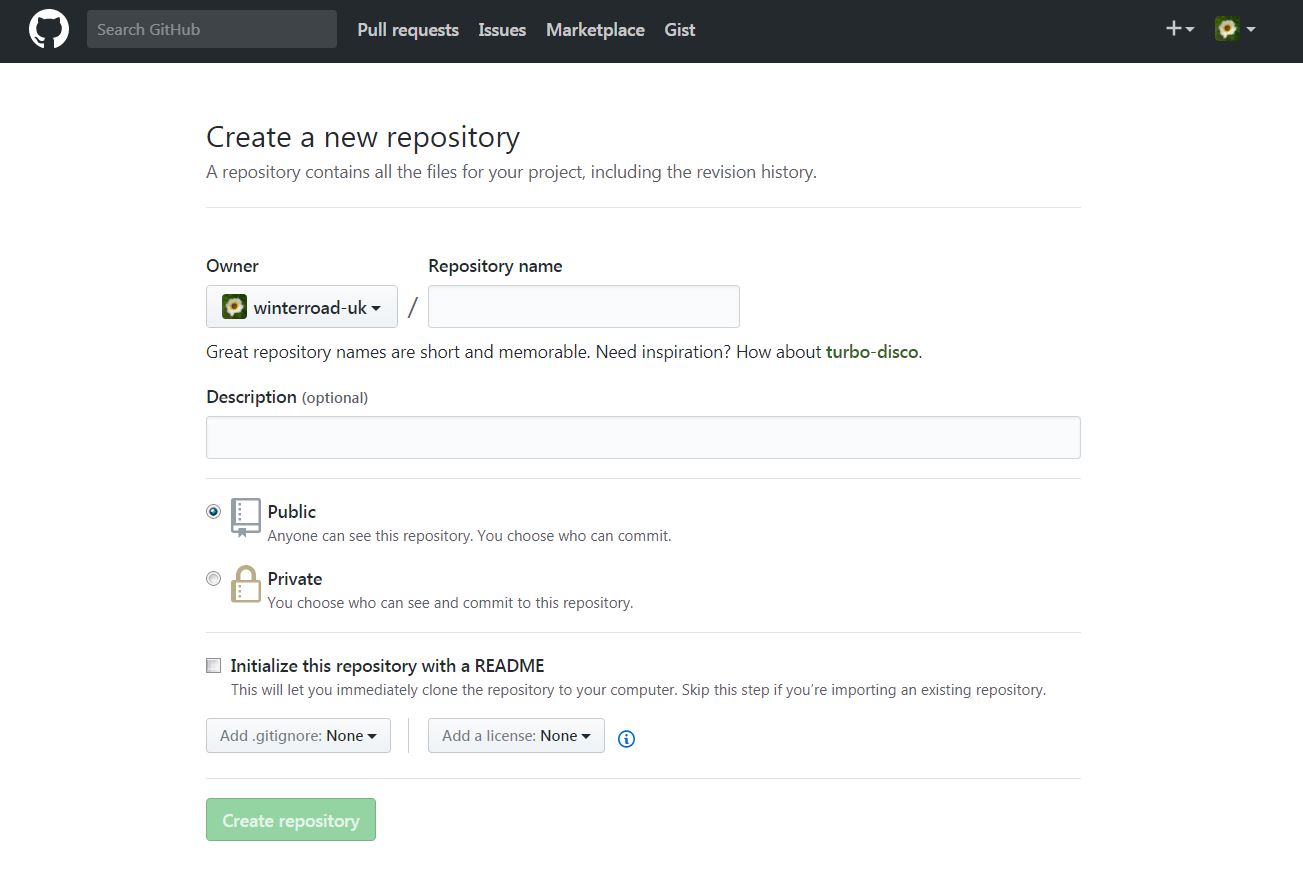 Search GitHub Pull requests Issues Marketplace Gist
Create a new repository
A repository contains all the files for your project, including the revision history.
Owner Repository name
winterroad-uk /
Great repository names are short and memorable. Need inspiration? How about turbo-disco.
Description (optional)
Public
Anyone can see this repository. You choose who can commit.
Private
You choose who can see and commit to this repository.
Initialize this repository with a README
This will let you immediately clone the repository to your computer. Skip this step if you’re importing an existing repository.
Add .gitignore: None Add a license: None
Create repository